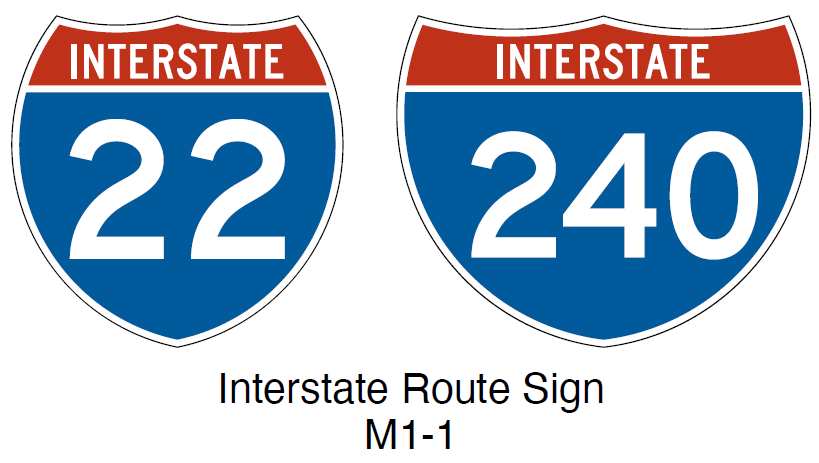 INTERSTATE
22
INTERSTATE
240
Interstate Route Sign
M1-1